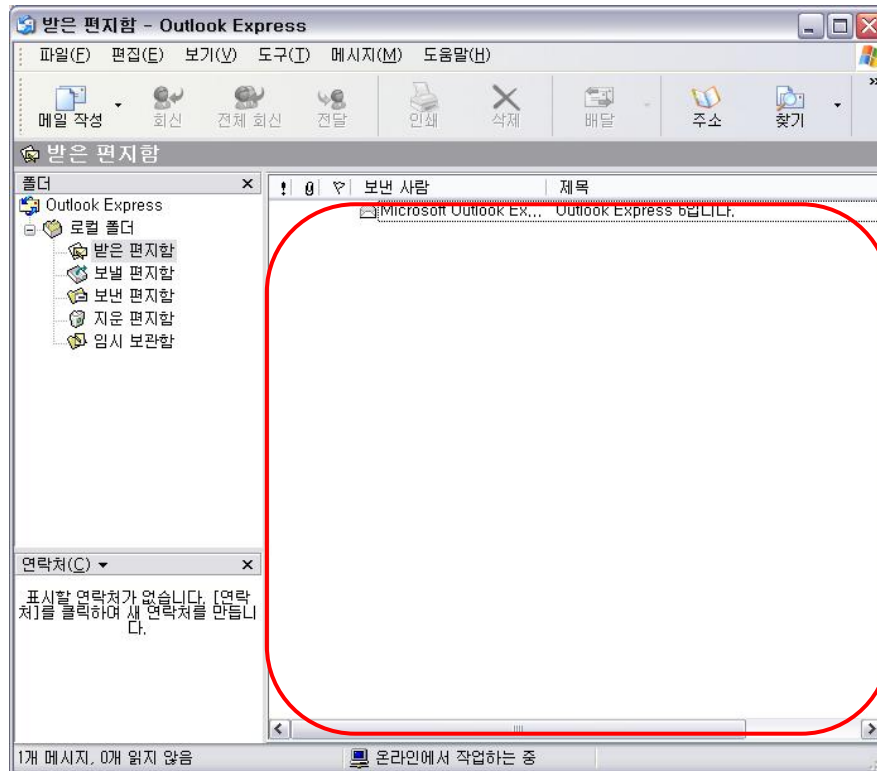 받은 편지함 - Outlook Express
파일(F) 편집(E) 보기(V) 도구(T) 메시지(M) 도움말(H)
메일 작성 회신 전체 회신 전달 인쇄 삭제 배달 주소 찾기
받은 편지함
폴더
! 보낸 사람 제목
Outlook Express
Microsoft Outlook Ex... Outlook Express 6입니다.
로컬 폴더
받은 편지함
보낼 편지함
보낸 편지함
지운 편지함
임시 보관함
연락처(C)
표시할 연락처가 없습니다. [연락
처]를 클릭하여 새 연락처를 만듭니
다.
1개 메시지, 0개 읽지 않음 온라인에서 작업하는 중